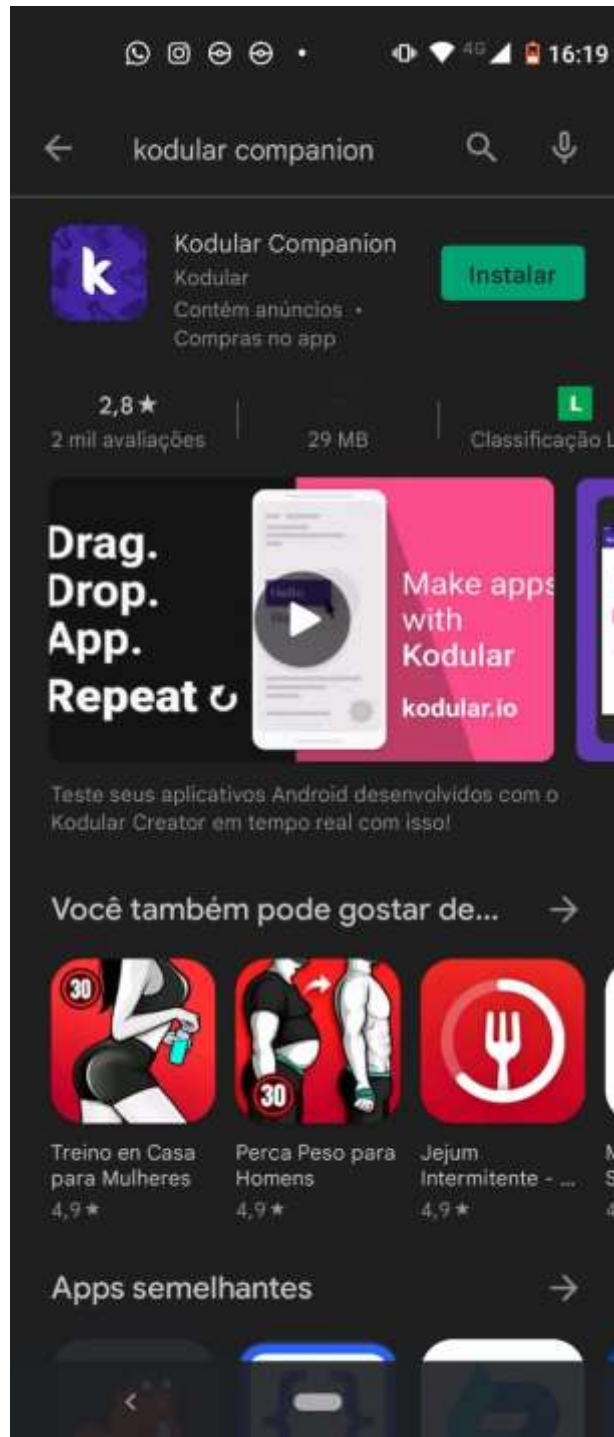 4G 16:19
kodular companion
k
Kodular Companion
Kodular
Contém anúncios •
Compras no app
Instalar
2,8★
2 mil avaliações
29 MB
L
Classificação L
Drag.
Drop.
App.
Repeat ↻
Hello
Make apps
with
Kodular
kodular.io
Teste seus aplicativos Android desenvolvidos com o
Kodular Creator em tempo real com isso!
Você também pode gostar de... →
30
30
Treino en Casa
para Mulheres
4,9★
Perca Peso para
Homens
4,9★
Jejum
Intermitente - ...
4,9★
Apps semelhantes →